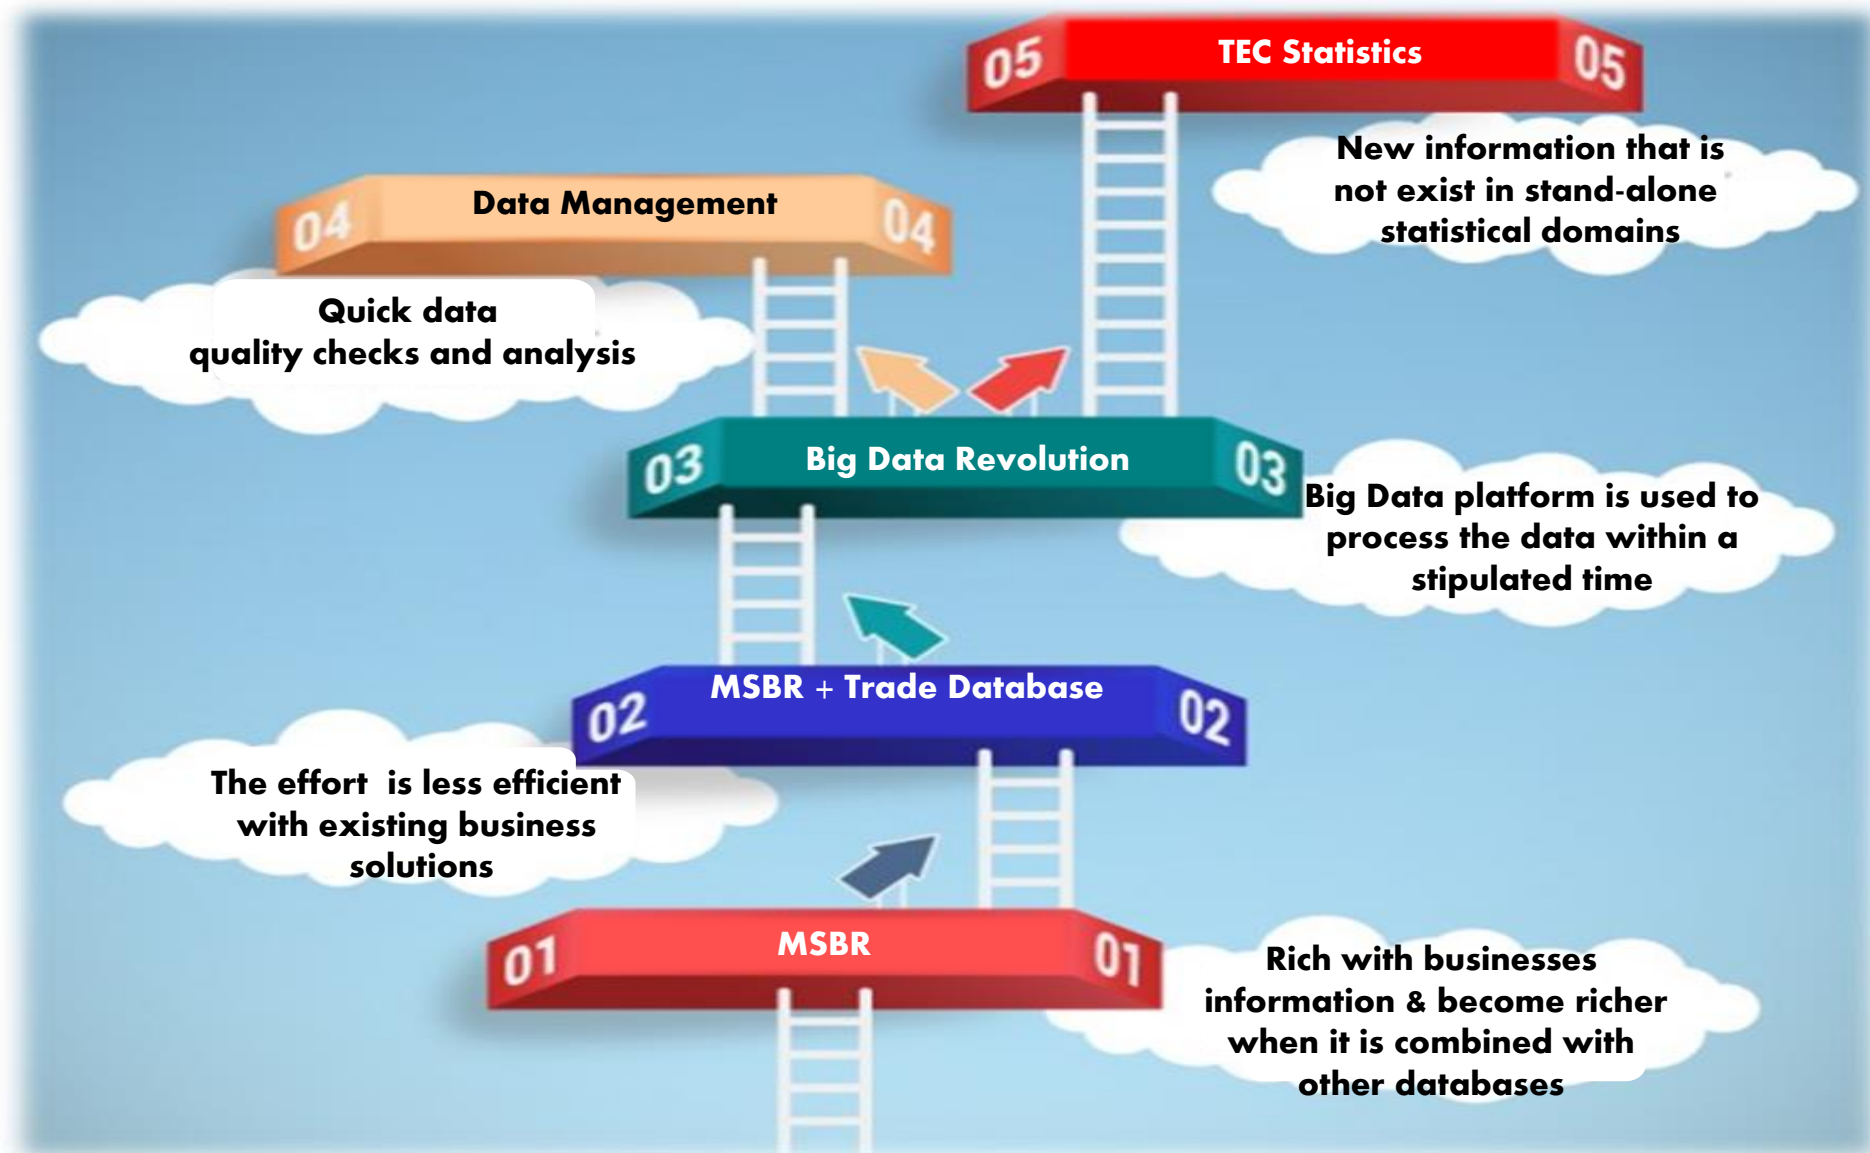 05 TEC Statistics 05
New information that is
not exist in stand-alone
statistical domains
04 Data Management 04
Quick data
quality checks and analysis
03 Big Data Revolution 03
Big Data platform is used to
process the data within a
stipulated time
02 MSBR + Trade Database 02
The effort is less efficient
with existing business
solutions
01 MSBR 01
Rich with businesses
information & become richer
when it is combined with
other databases